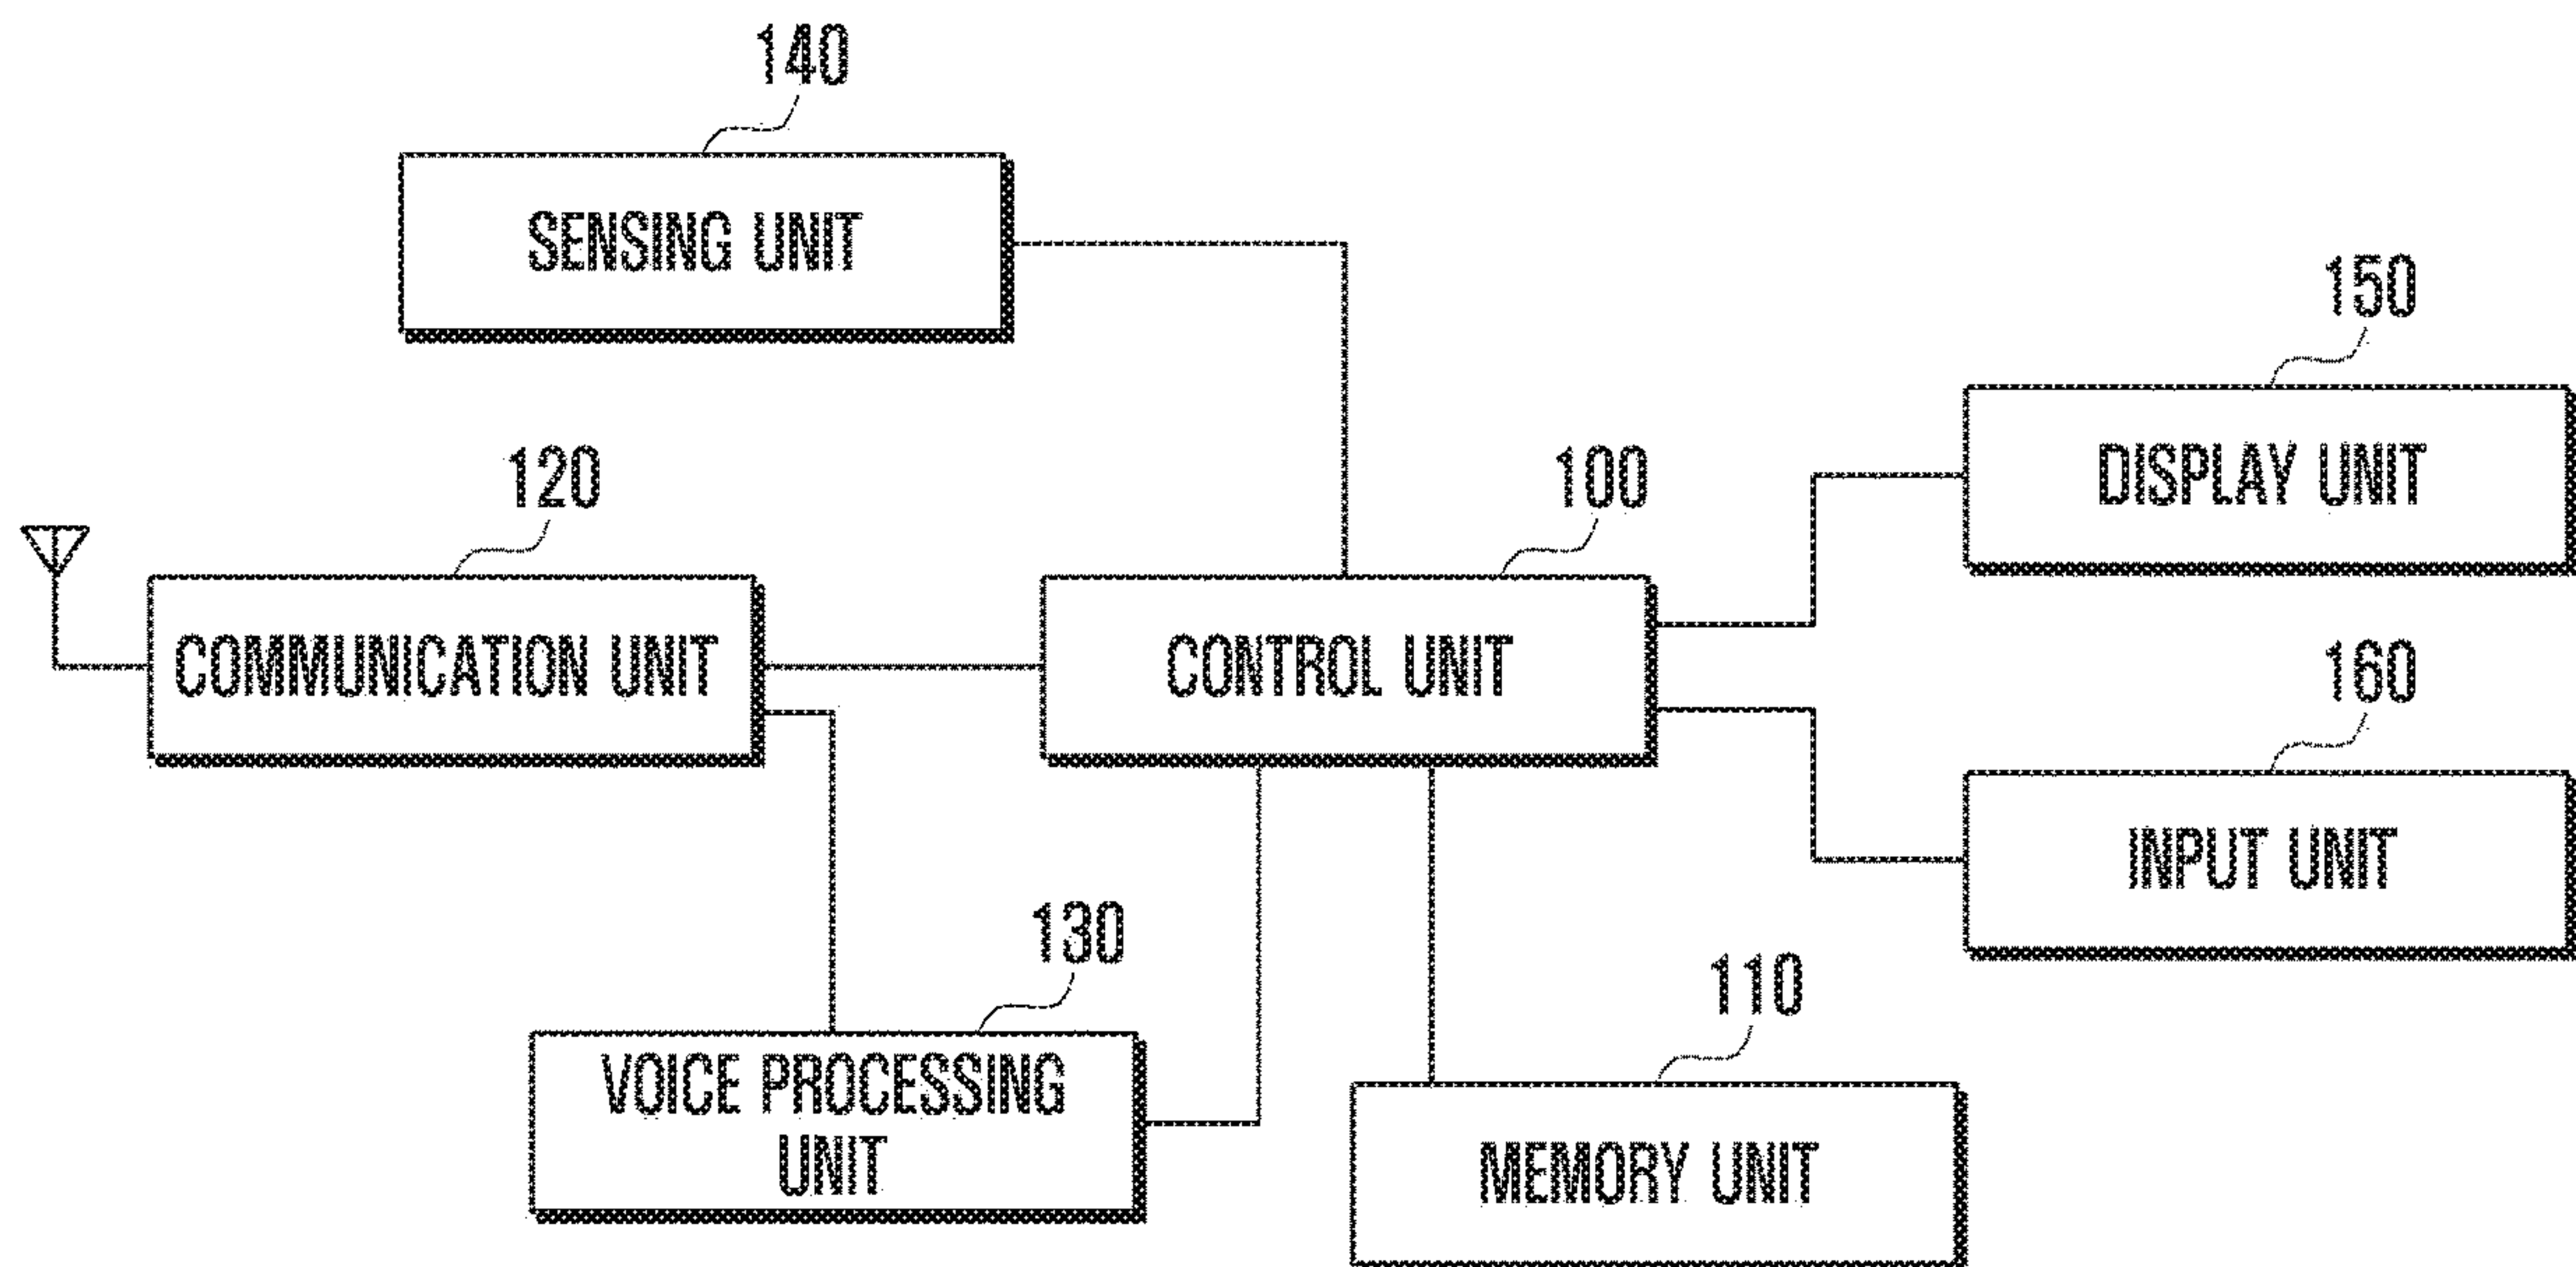 140
SENSING UNIT
150
DISPLAY UNIT
120
COMMUNICATION UNIT
100
CONTROL UNIT
160
INPUT UNIT
130
VOICE PROCESSING
UNIT
110
MEMORY UNIT